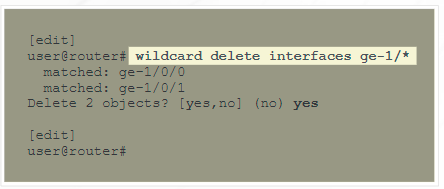 [edit]
user@router# wildcard delete interfaces ge-1/*
matched: ge-1/0/0
matched: ge-1/0/1
Delete 2 objects? [yes,no] (no) yes
[edit]
user@router#